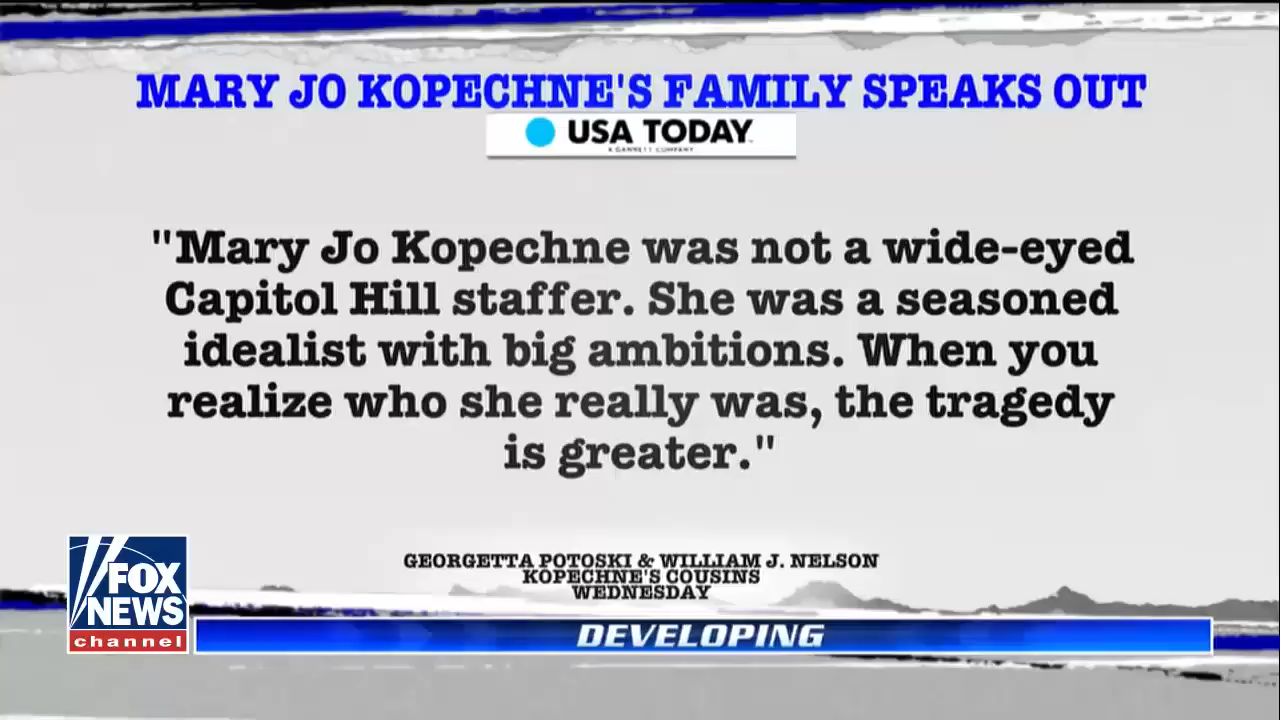 MARY JO KOPECHNE'S FAMILY SPEAKS OUT
USA TODAY
A GANNETT COMPANY
"Mary Jo Kopechne was not a wide-eyed
Capitol Hill staffer. She was a seasoned
idealist with big ambitions. When you
realize who she really was, the tragedy
is greater."
GEORGETTA POTOSKI & WILLIAM J. NELSON
KOPECHNE'S COUSINS
WEDNESDAY
FOX
NEWS
channel
DEVELOPING